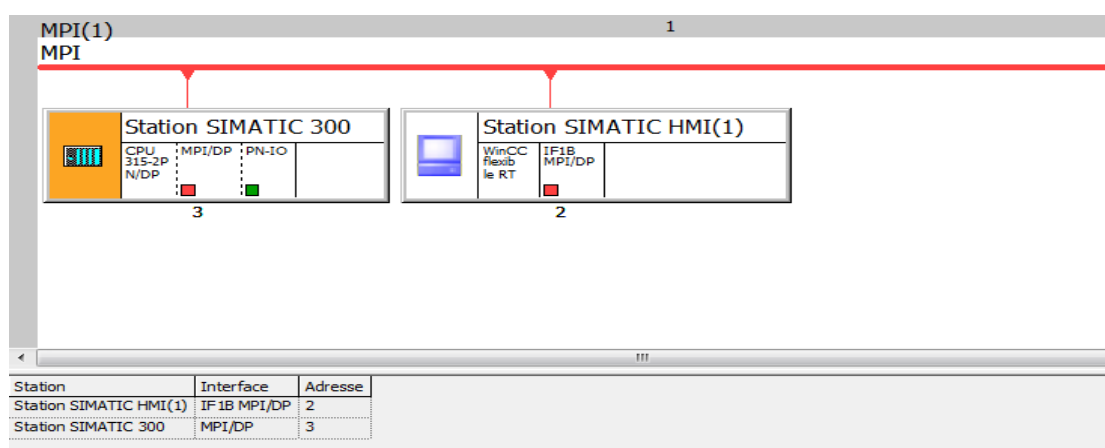 MPI(1)
1
MPI
Station SIMATIC 300
CPU
315-2P
N/DP
MPI/DP
PN-IO
3
Station SIMATIC HMI(1)
WinCC
flexib
le RT
IF1B
MPI/DP
2
Station Interface Adresse
Station SIMATIC HMI(1) IF1B MPI/DP 2
Station SIMATIC 300 MPI/DP 3